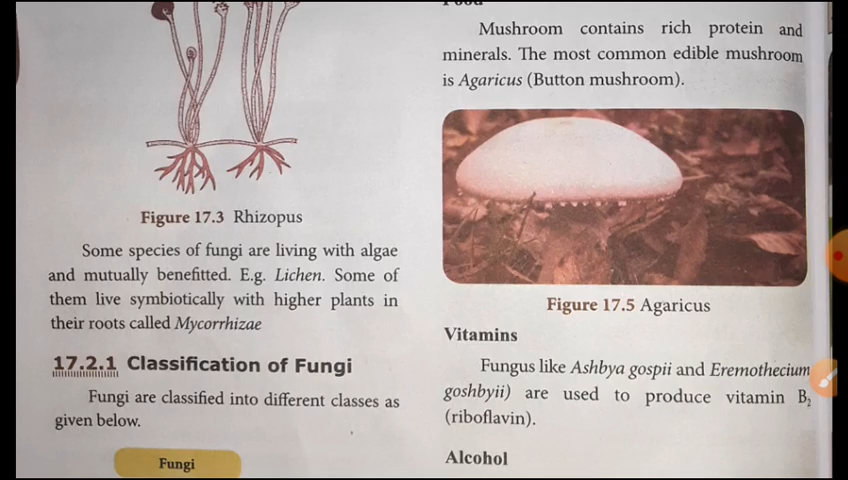 Figure 17.3 Rhizopus
Some species of fungi are living with algae
and mutually benefitted. E.g. Lichen. Some of
them live symbiotically with higher plants in
their roots called Mycorrhizae
17.2.1 Classification of Fungi
Fungi are classified into different classes as
given below.
Fungi
Food
Mushroom contains rich protein and
minerals. The most common edible mushroom
is Agaricus (Button mushroom).
Figure 17.5 Agaricus
Vitamins
Fungus like Ashbya gospii and Eremothecium
goshbyii) are used to produce vitamin B₂
(riboflavin).
Alcohol